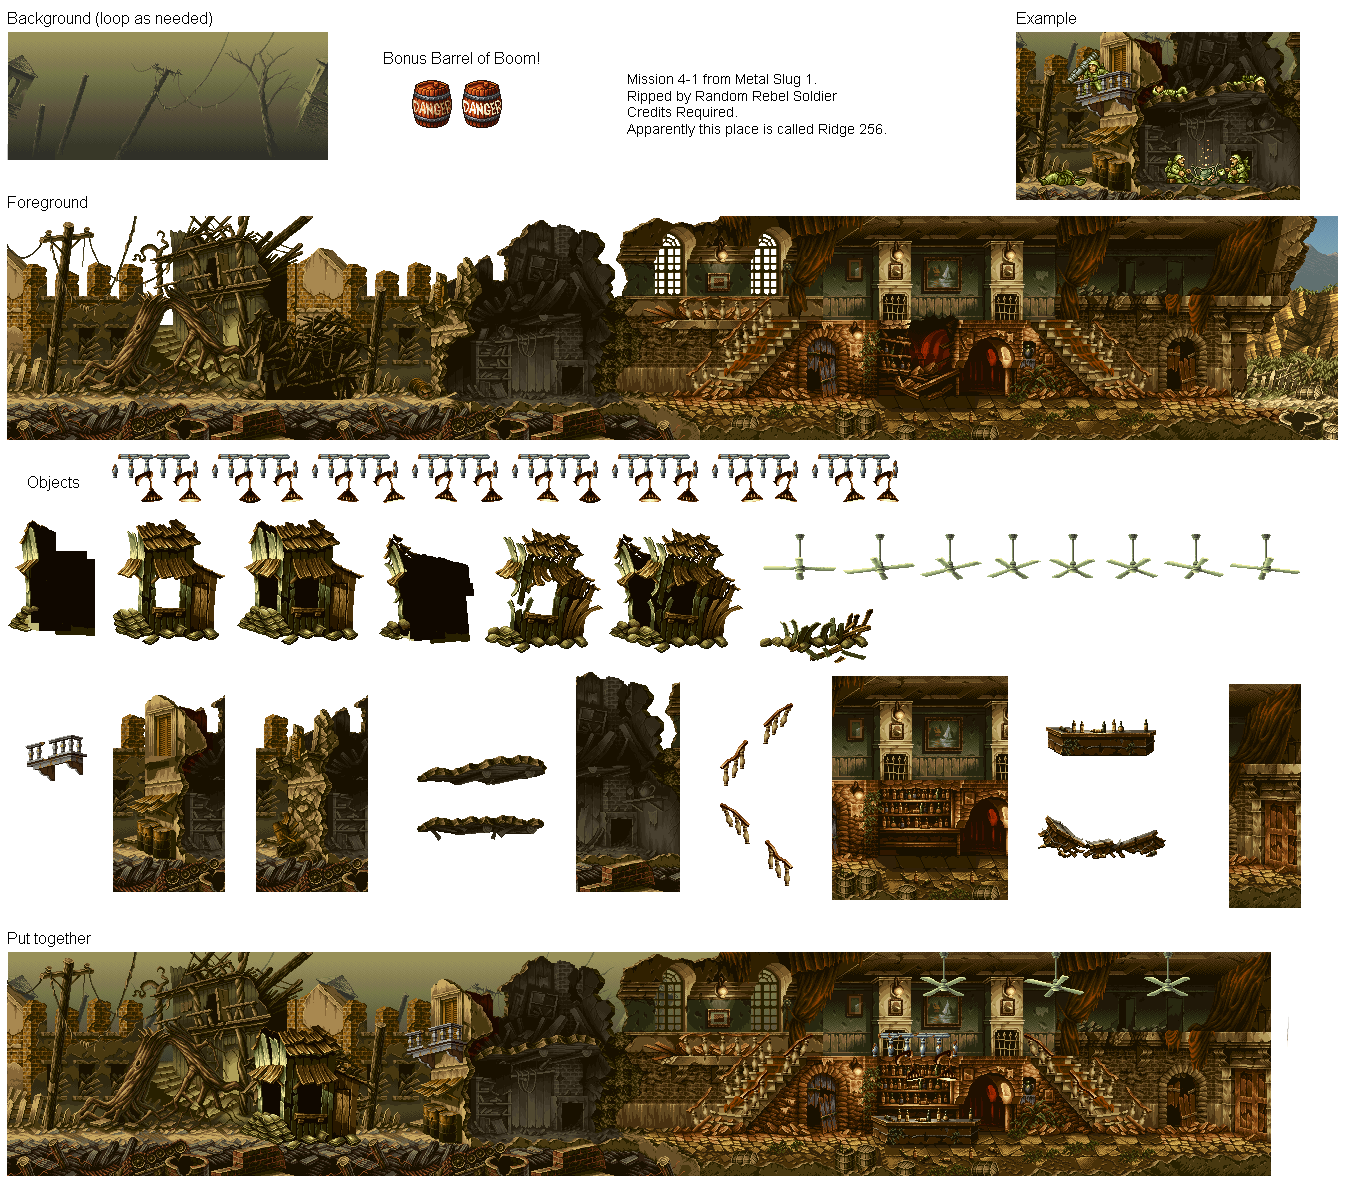 Background (loop as needed)
Example
Bonus Barrel of Boom!
DANGER
DANGER
Mission 4-1 from Metal Slug 1.
Ripped by Random Rebel Soldier
Credits Required.
Apparently this place is called Ridge 256.
Foreground
Objects
Put together